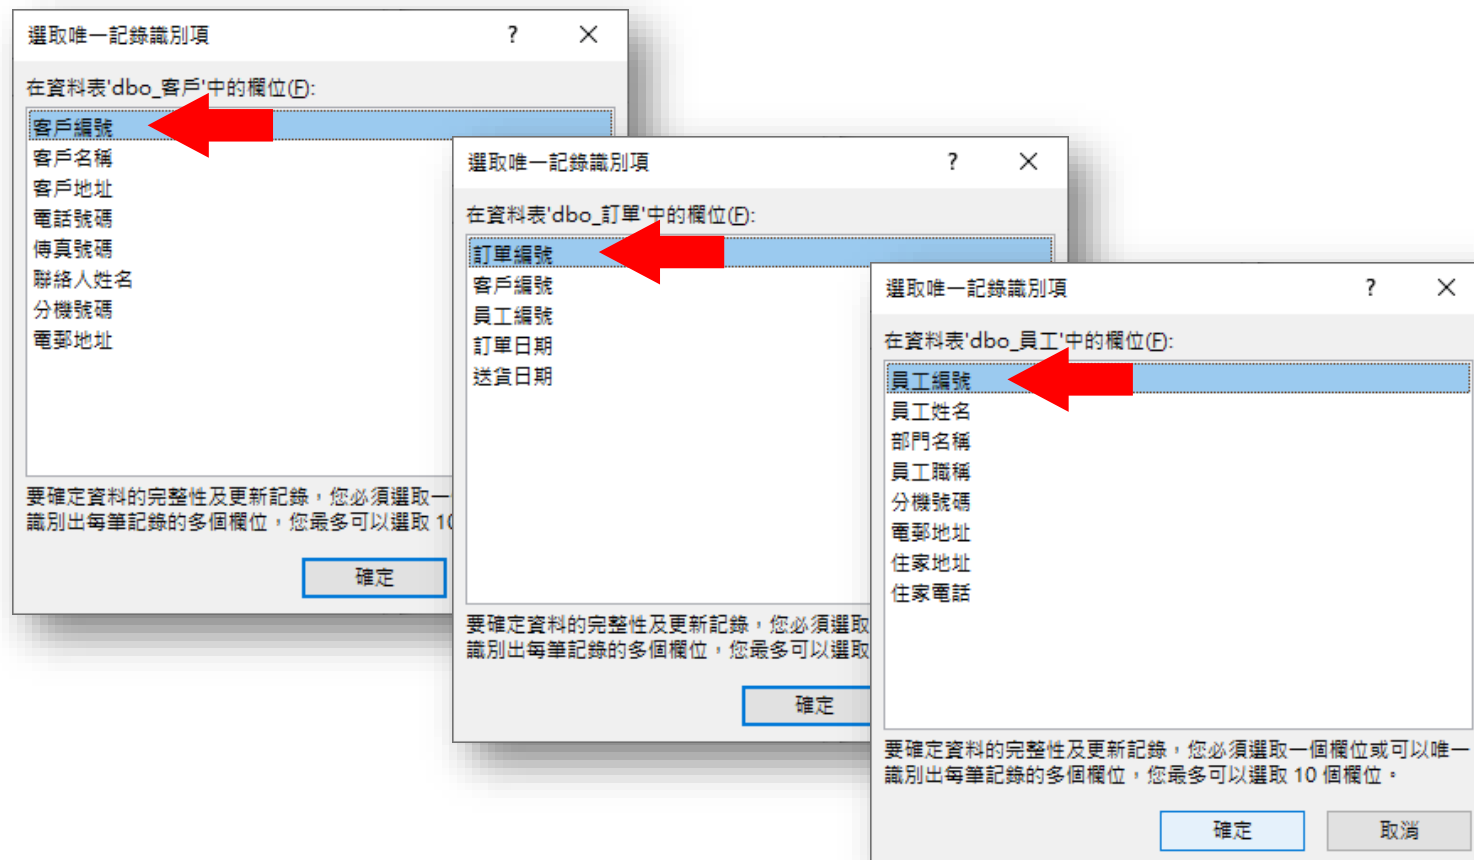 選取唯一記錄識別項
在資料表'dbo_客戶'中的欄位(F):
客戶編號
客戶名稱
客戶地址
電話號碼
傳真號碼
聯絡人姓名
分機號碼
電郵地址
要確定資料的完整性及更新記錄，您必須選取一
識別出每筆記錄的多個欄位，您最多可以選取 10
確定
選取唯一記錄識別項
在資料表'dbo_訂單'中的欄位(F):
訂單編號
客戶編號
員工編號
訂單日期
送貨日期
要確定資料的完整性及更新記錄，您必須選取
識別出每筆記錄的多個欄位，您最多可以選取
確定
選取唯一記錄識別項
在資料表'dbo_員工'中的欄位(F):
員工編號
員工姓名
部門名稱
員工職稱
分機號碼
電郵地址
住家地址
住家電話
要確定資料的完整性及更新記錄，您必須選取一個欄位或可以唯一
識別出每筆記錄的多個欄位，您最多可以選取 10 個欄位。
確定
取消